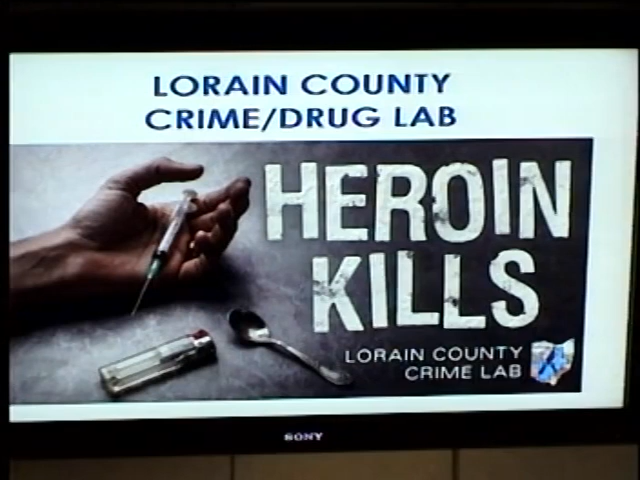 LORAIN COUNTY
CRIME/DRUG LAB
HEROIN
KILLS
LORAIN COUNTY
CRIME LAB
SONY